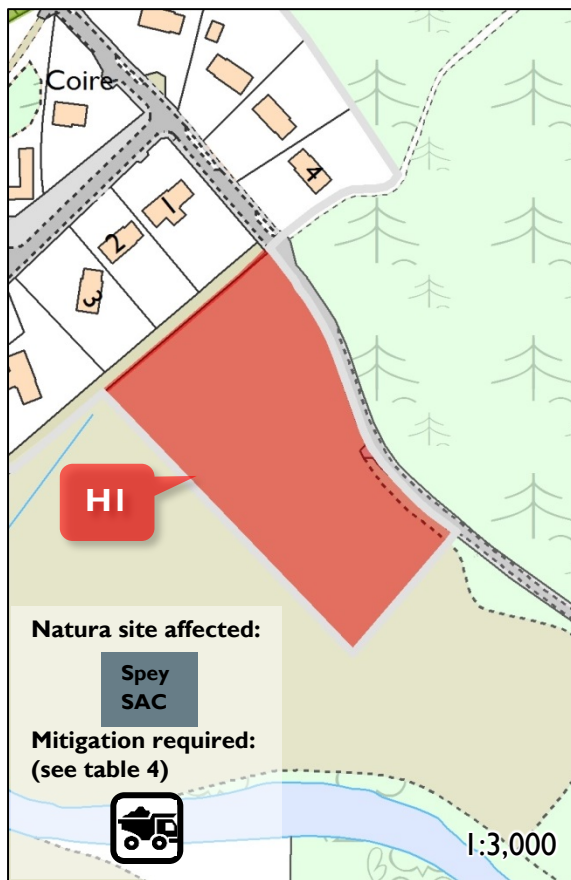 Coire
4
1
2
3
H1
Natura site affected:
Spey
SAC
Mitigation required:
(see table 4)
1:3,000